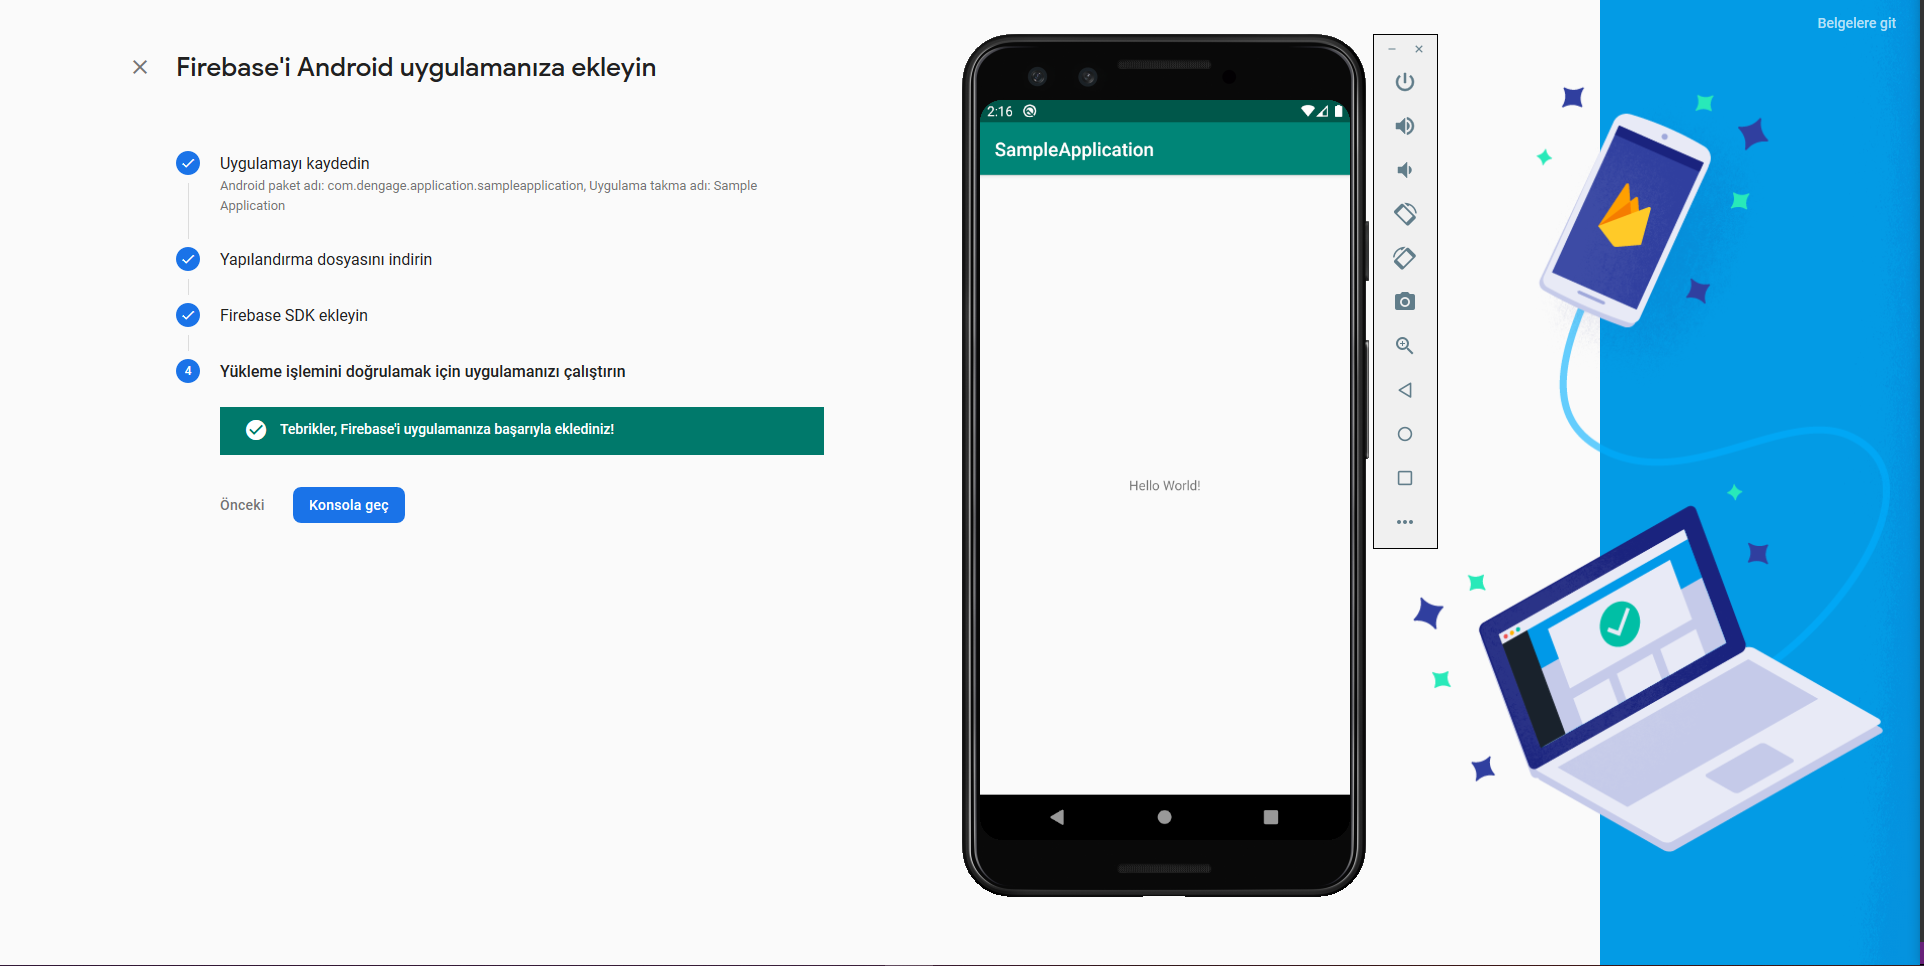 Belgelere git
Firebase'i Android uygulamanıza ekleyin
Uygulamayı kaydedin
Android paket adı: com.dengage.application.sampleapplication, Uygulama takma adı: Sample
Application
Yapılandırma dosyasını indirin
Firebase SDK ekleyin
4 Yükleme işlemini doğrulamak için uygulamanızı çalıştırın
Tebrikler, Firebase'i uygulamanıza başarıyla eklediniz!
Önceki
Konsola geç
2:16
SampleApplication
Hello World!